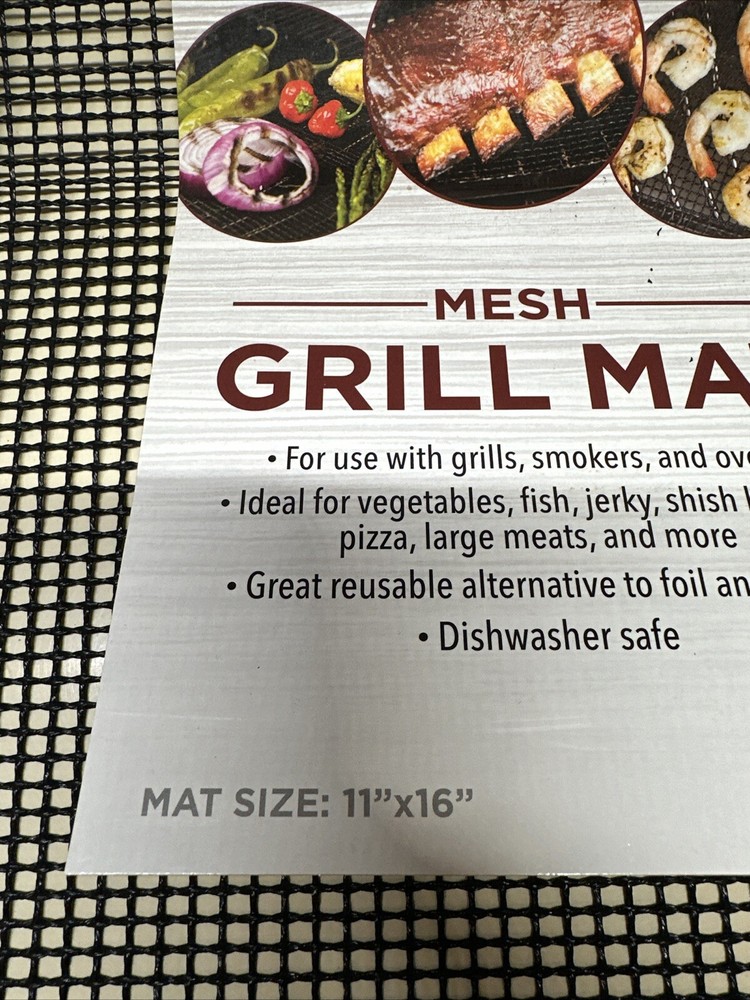 MESH
GRILL
• For use with grills, smokers, and
• Ideal for vegetables, fish, jerky, shish
pizza, large meats, and more
• Great reusable alternative to foil
• Dishwasher safe
MAT SIZE: 11”x16”